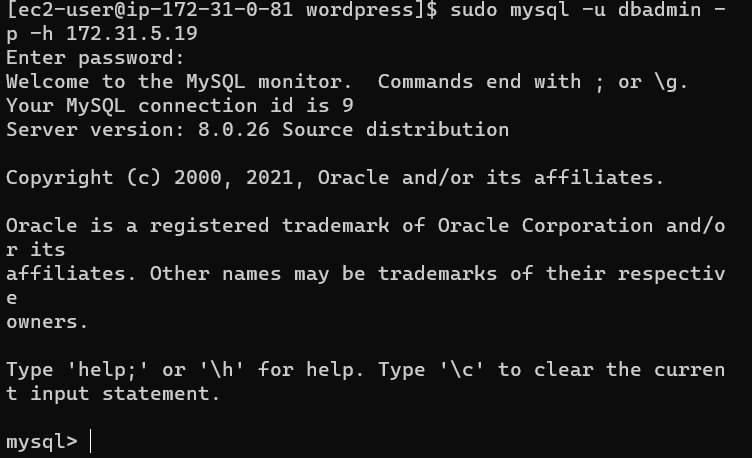 [ec2-user@ip-172-31-0-81 wordpress]$ sudo mysql -u dbadmin -
p -h 172.31.5.19
Enter password:
Welcome to the MySQL monitor.  Commands end with ; or \g.
Your MySQL connection id is 9
Server version: 8.0.26 Source distribution

Copyright (c) 2000, 2021, Oracle and/or its affiliates.

Oracle is a registered trademark of Oracle Corporation and/o
r its
affiliates. Other names may be trademarks of their respectiv
e
owners.

Type 'help;' or '\h' for help. Type '\c' to clear the curren
t input statement.

mysql>